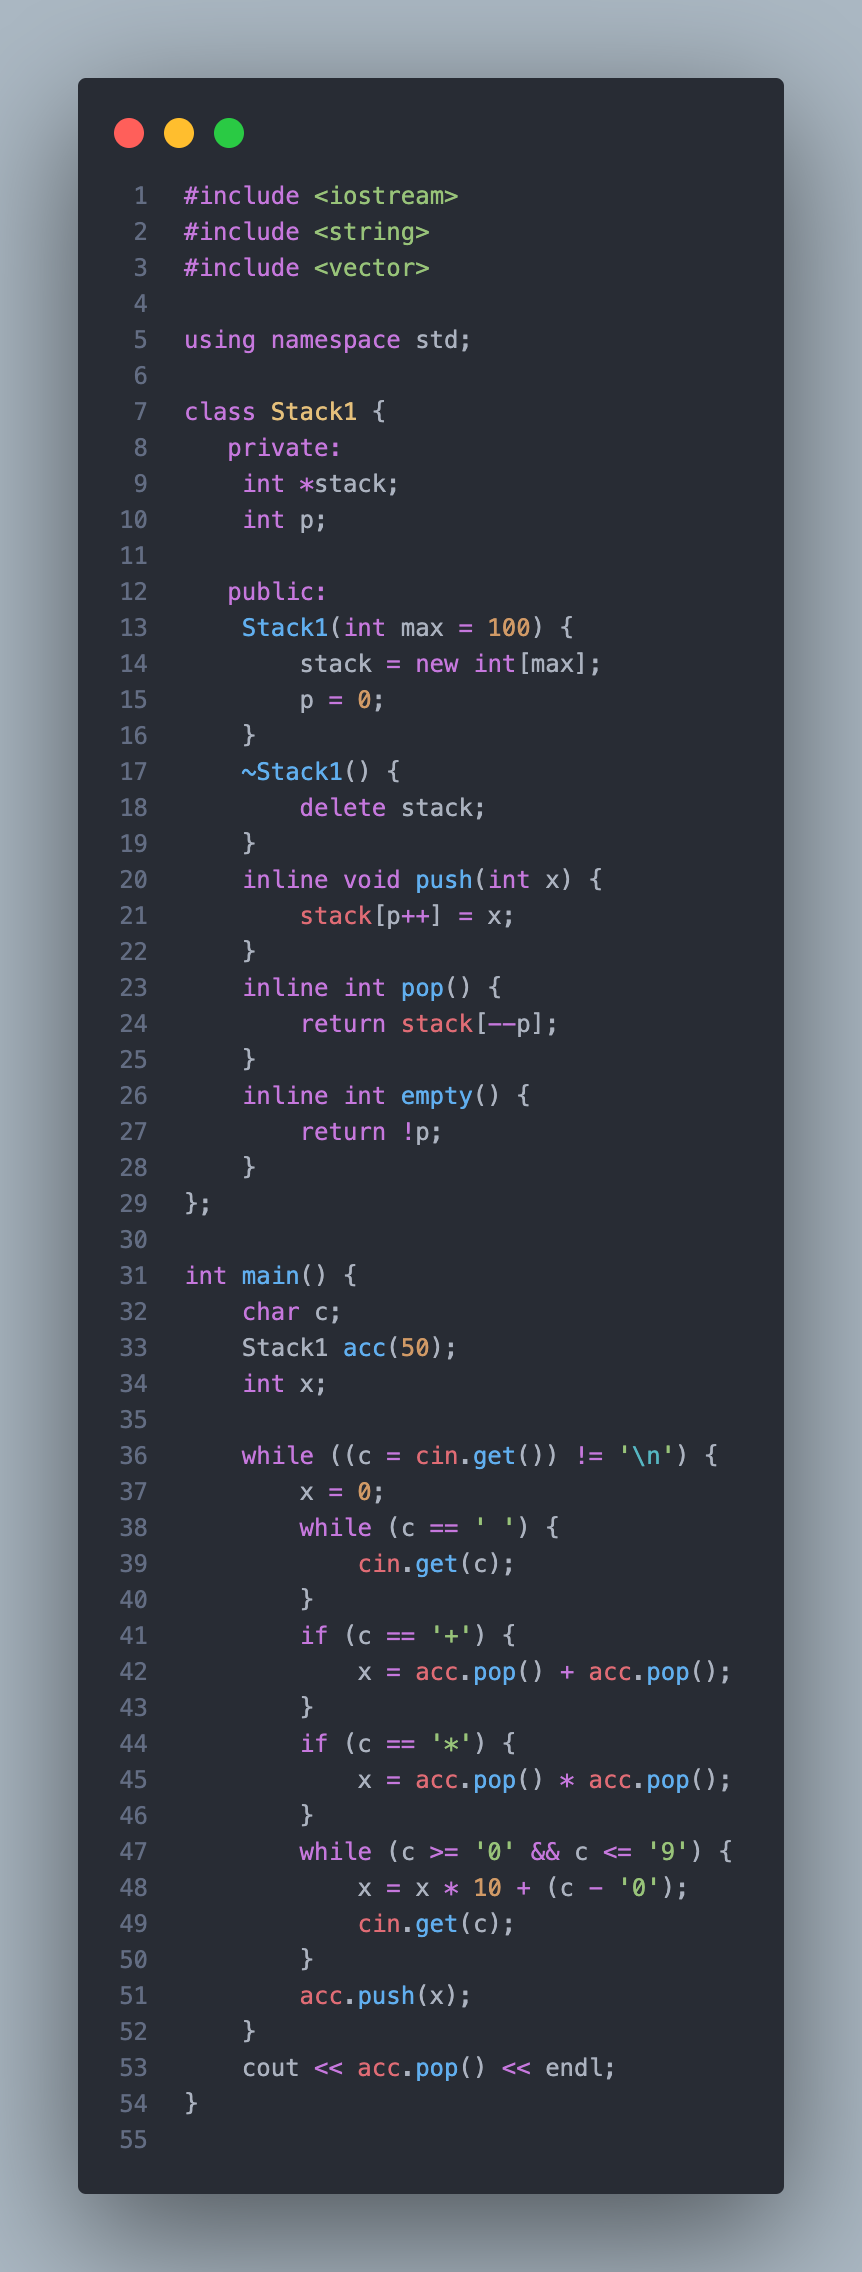 1 #include <iostream>
2 #include <string>
3 #include <vector>
4
5 using namespace std;
6
7 class Stack1 {
8    private:
9     int *stack;
10     int p;
11
12    public:
13     Stack1(int max = 100) {
14         stack = new int[max];
15         p = 0;
16     }
17     ~Stack1() {
18         delete stack;
19     }
20     inline void push(int x) {
21         stack[p++] = x;
22     }
23     inline int pop() {
24         return stack[--p];
25     }
26     inline int empty() {
27         return !p;
28     }
29 };
30
31 int main() {
32     char c;
33     Stack1 acc(50);
34     int x;
35
36     while ((c = cin.get()) != '\n') {
37         x = 0;
38         while (c == ' ') {
39             cin.get(c);
40         }
41         if (c == '+') {
42             x = acc.pop() + acc.pop();
43         }
44         if (c == '*') {
45             x = acc.pop() * acc.pop();
46         }
47         while (c >= '0' && c <= '9') {
48             x = x * 10 + (c - '0');
49             cin.get(c);
50         }
51         acc.push(x);
52     }
53     cout << acc.pop() << endl;
54 }
55